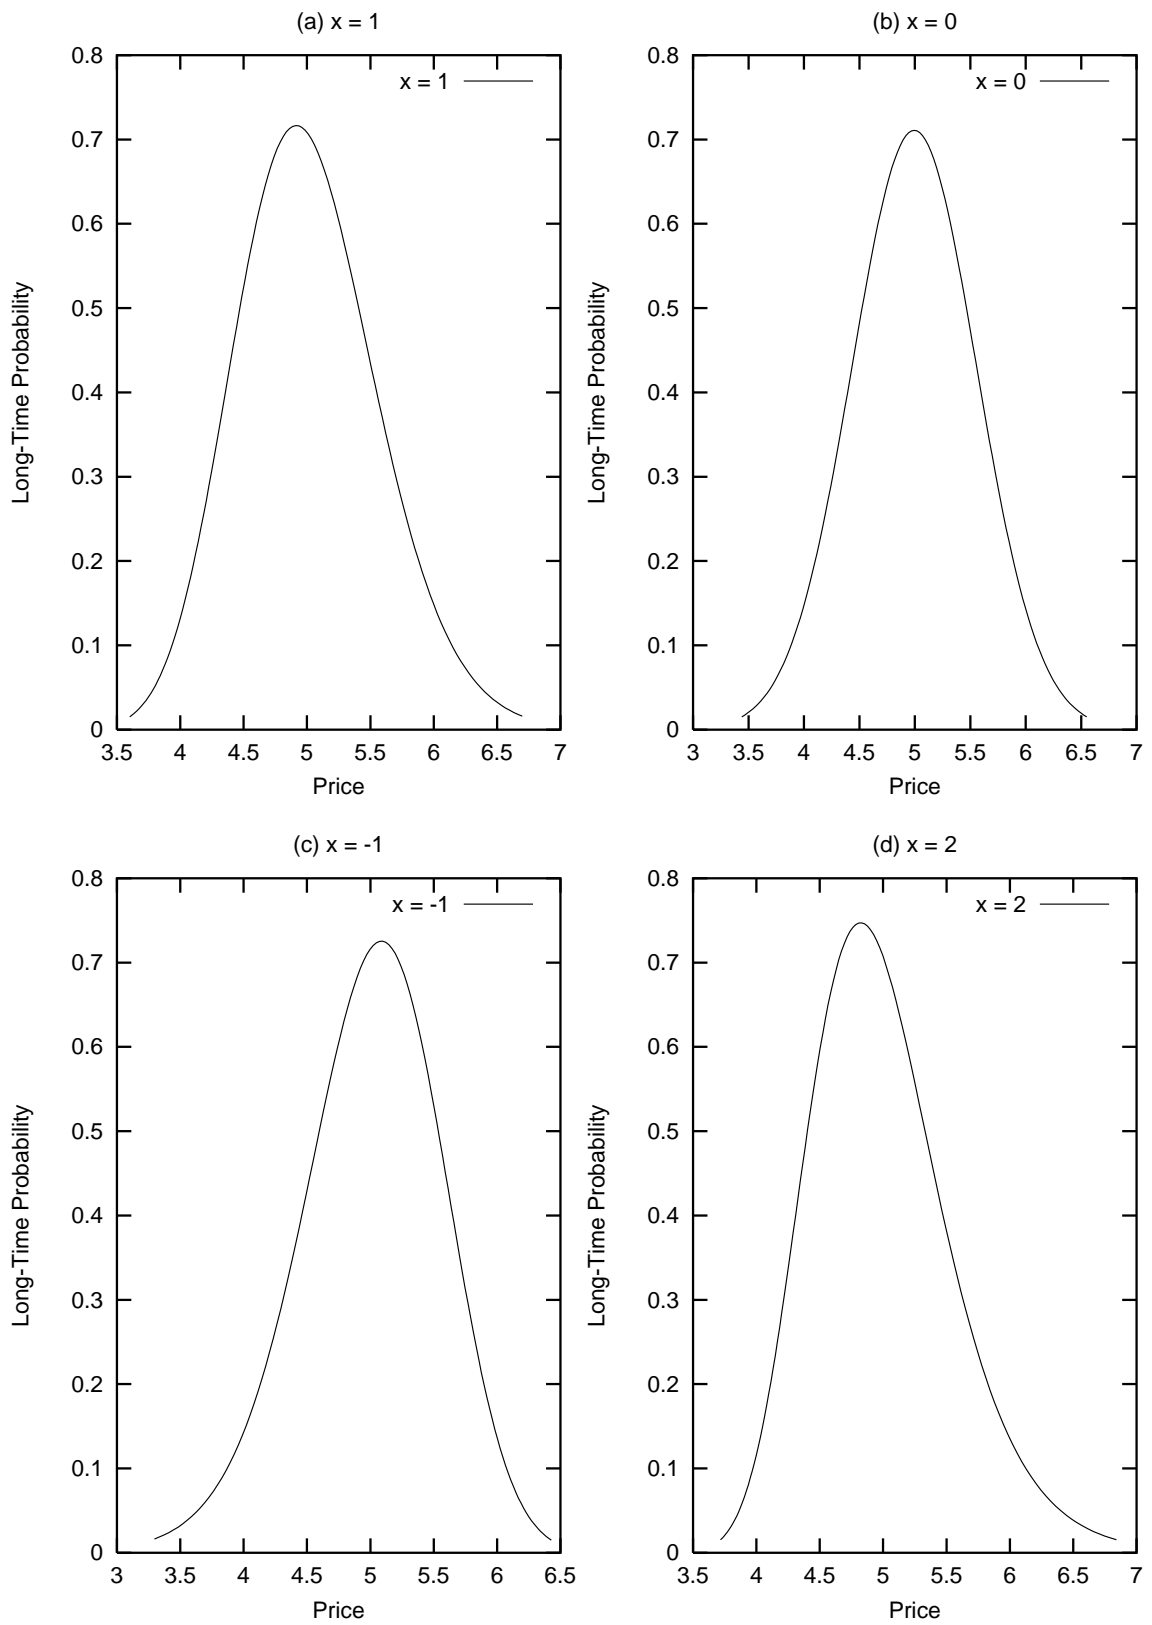 (a) x = 1
x = 1
0.8
0.7
0.6
0.5
0.4
0.3
0.2
0.1
0
3.5 4 4.5 5 5.5 6 6.5 7
Long-Time Probability
Price
(b) x = 0
x = 0
0.8
0.7
0.6
0.5
0.4
0.3
0.2
0.1
0
3 3.5 4 4.5 5 5.5 6 6.5 7
Long-Time Probability
Price
(c) x = -1
x = -1
0.8
0.7
0.6
0.5
0.4
0.3
0.2
0.1
0
3 3.5 4 4.5 5 5.5 6 6.5
Long-Time Probability
Price
(d) x = 2
x = 2
0.8
0.7
0.6
0.5
0.4
0.3
0.2
0.1
0
3.5 4 4.5 5 5.5 6 6.5 7
Long-Time Probability
Price